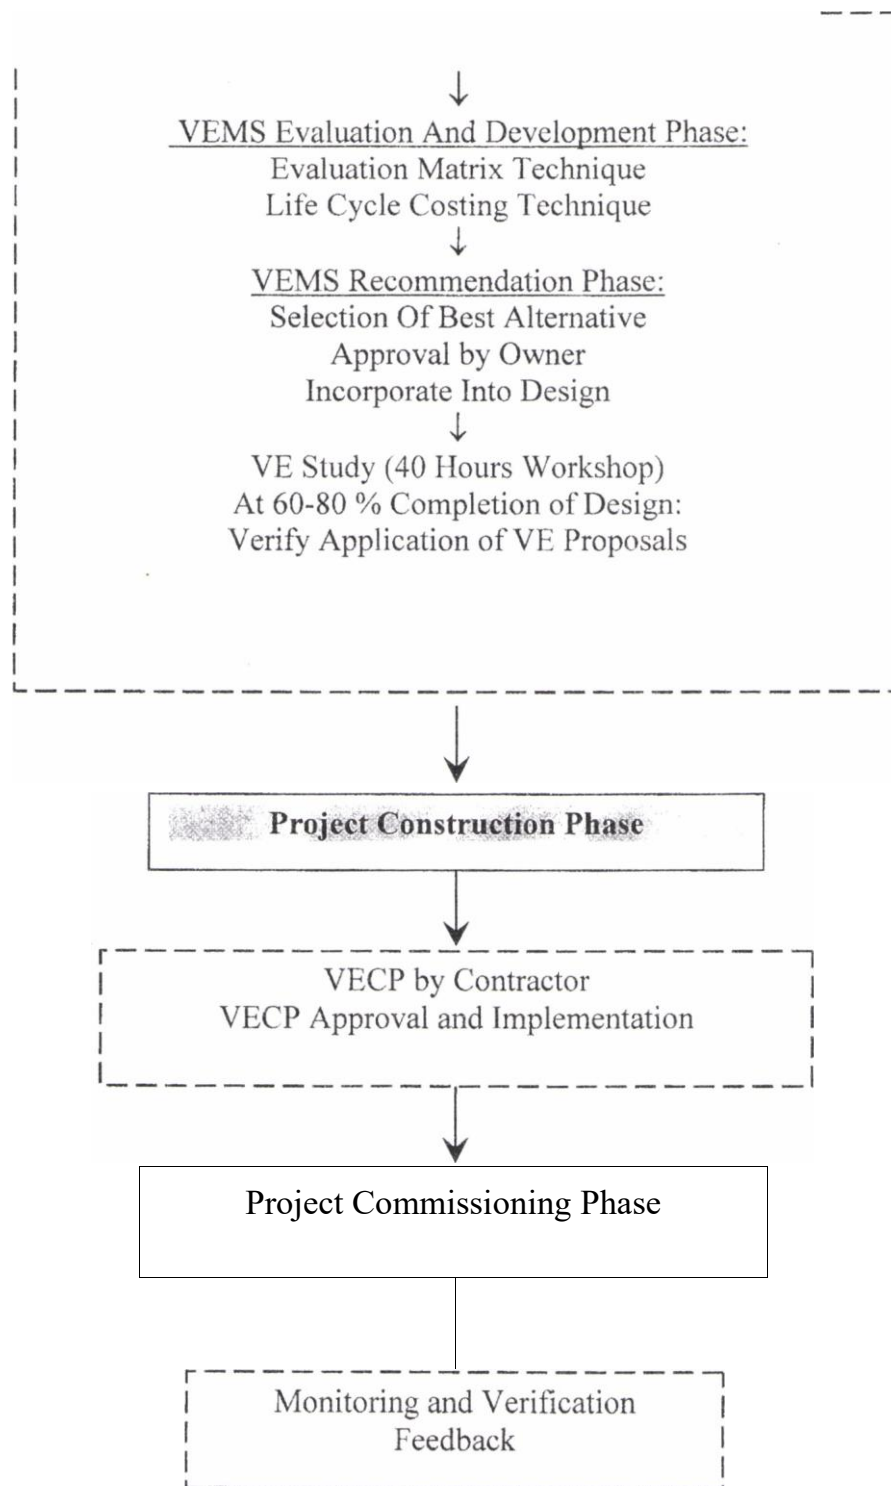 VEMS Evaluation And Development Phase:
Evaluation Matrix Technique
Life Cycle Costing Technique
VEMS Recommendation Phase:
Selection Of Best Alternative
Approval by Owner
Incorporate Into Design
VE Study (40 Hours Workshop)
At 60-80 % Completion of Design:
Verify Application of VE Proposals
Project Construction Phase
VECP by Contractor
VECP Approval and Implementation
Project Commissioning Phase
Monitoring and Verification
Feedback